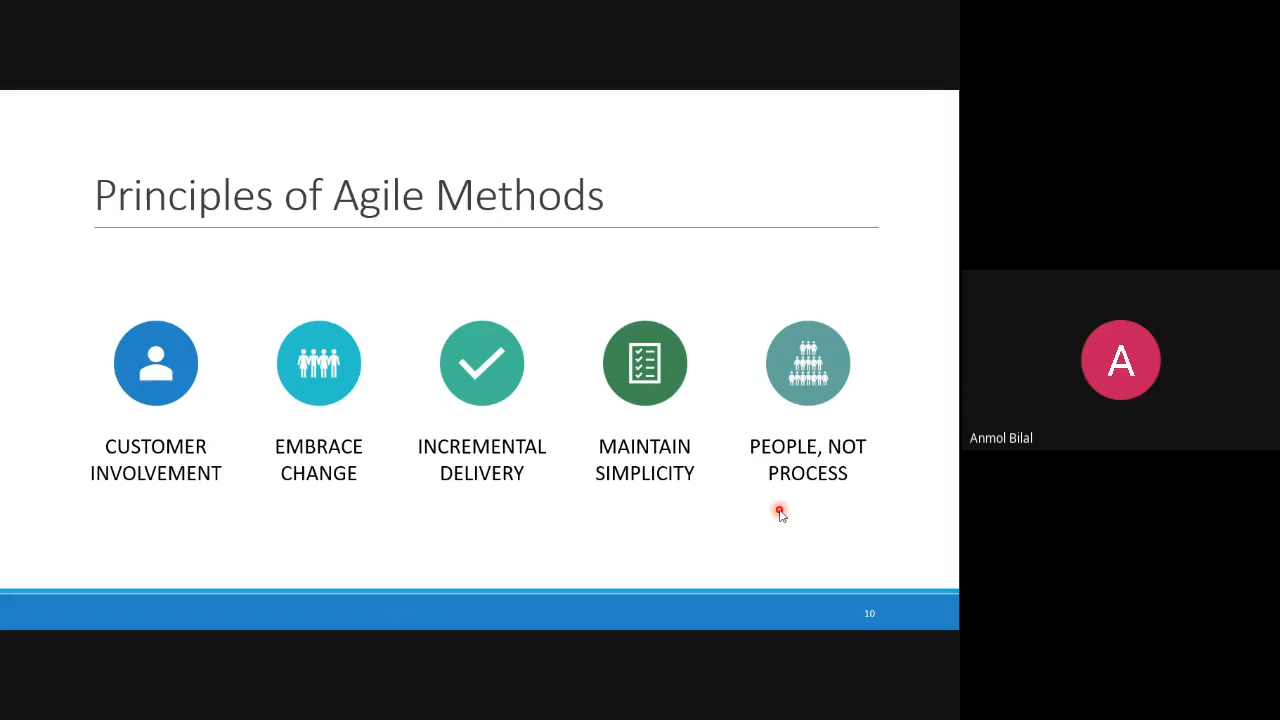 Principles of Agile Methods
CUSTOMER
INVOLVEMENT
EMBRACE
CHANGE
INCREMENTAL
DELIVERY
MAINTAIN
SIMPLICITY
PEOPLE, NOT
PROCESS
10
A
Anmol Bilal